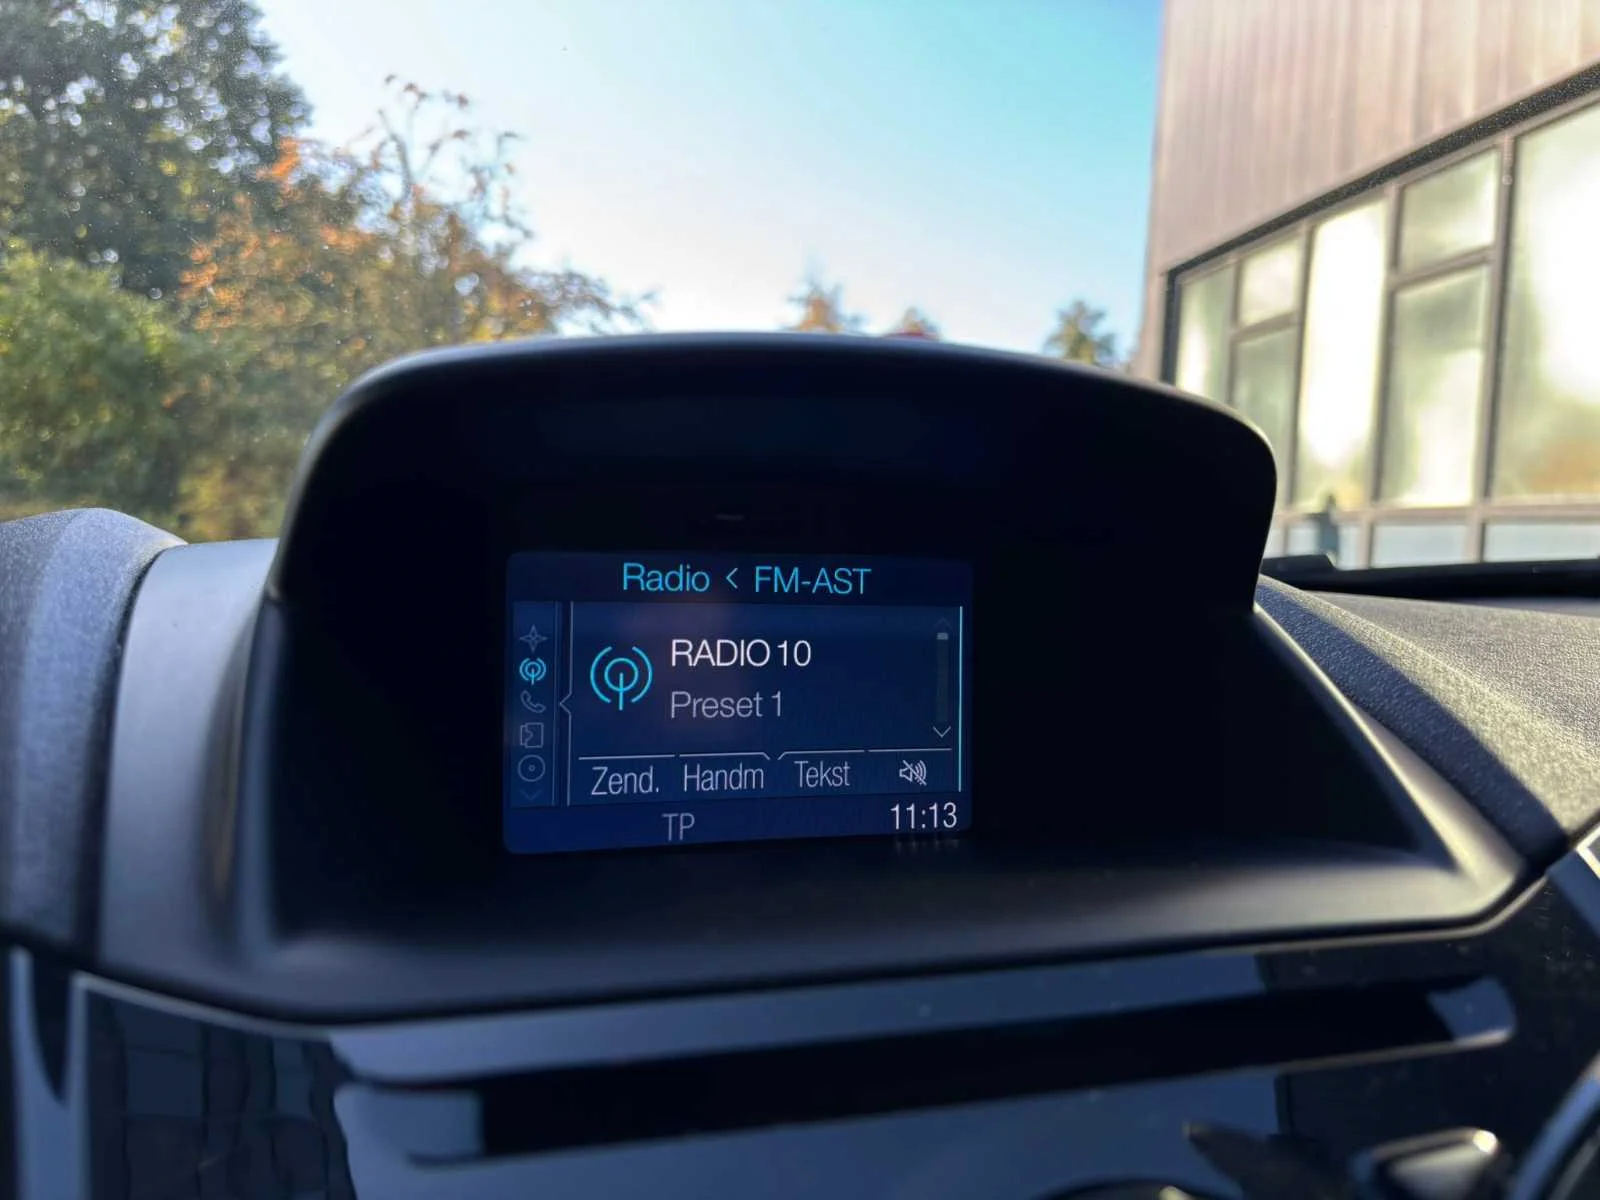 Radio < FM-AST
RADIO 10
Preset 1
Zend. Handm Tekst
TP 11:13